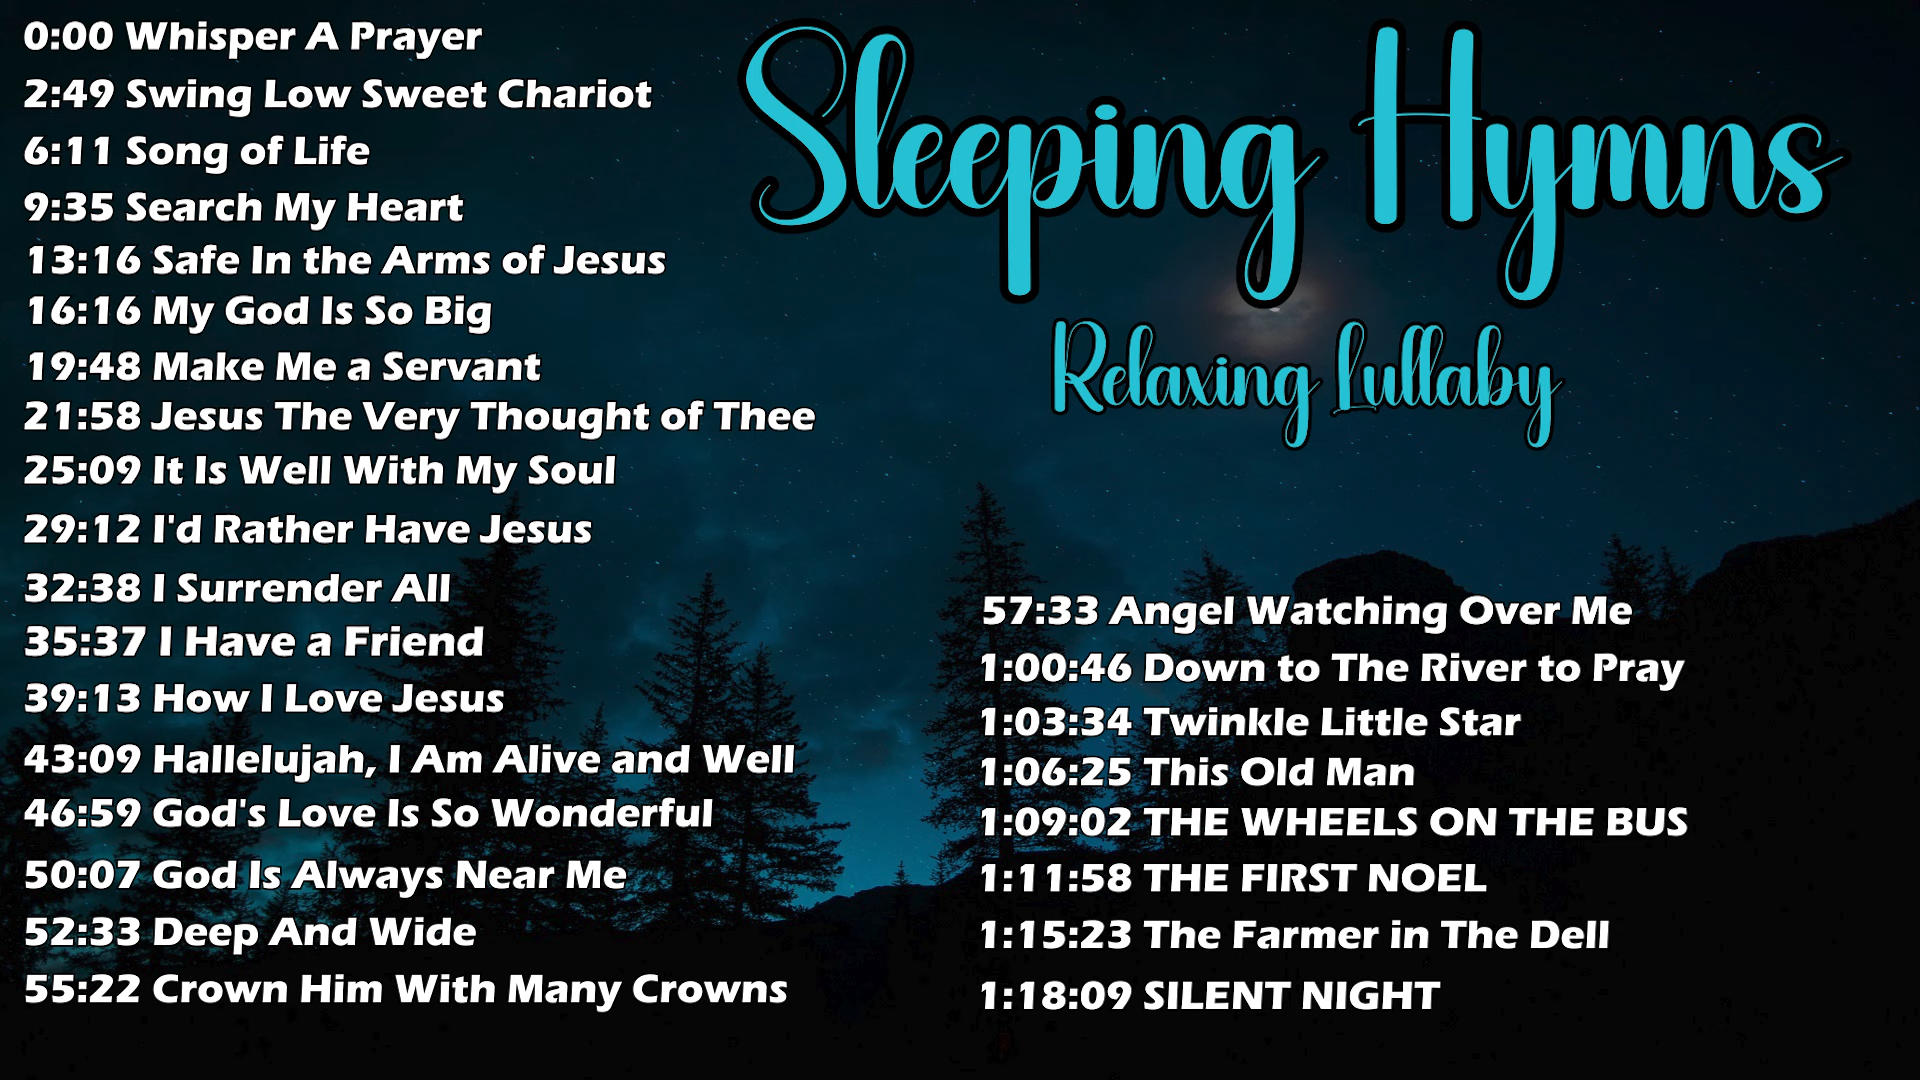 Sleeping Hymns
Relaxing Lullaby
0:00 Whisper A Prayer
2:49 Swing Low Sweet Chariot
6:11 Song of Life
9:35 Search My Heart
13:16 Safe In the Arms of Jesus
16:16 My God Is So Big
19:48 Make Me a Servant
21:58 Jesus The Very Thought of Thee
25:09 It Is Well With My Soul
29:12 I'd Rather Have Jesus
32:38 I Surrender All
35:37 I Have a Friend
39:13 How I Love Jesus
43:09 Hallelujah, I Am Alive and Well
46:59 God's Love Is So Wonderful
50:07 God Is Always Near Me
52:33 Deep And Wide
55:22 Crown Him With Many Crowns
57:33 Angel Watching Over Me
1:00:46 Down to The River to Pray
1:03:34 Twinkle Little Star
1:06:25 This Old Man
1:09:02 THE WHEELS ON THE BUS
1:11:58 THE FIRST NOEL
1:15:23 The Farmer in The Dell
1:18:09 SILENT NIGHT